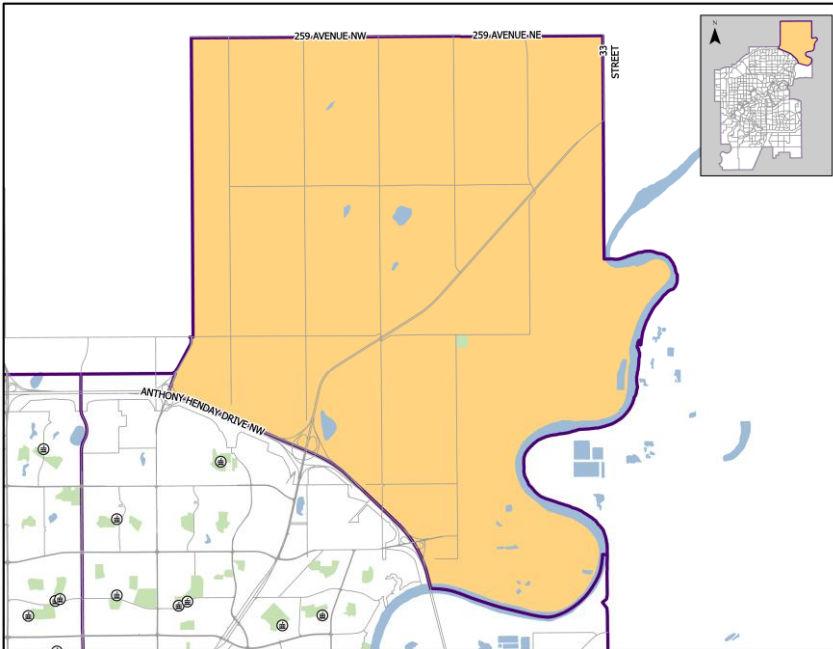 259 AVENUE NW
259 AVENUE NE
33
STREET
N
ANTHONY HENDAY DRIVE NW